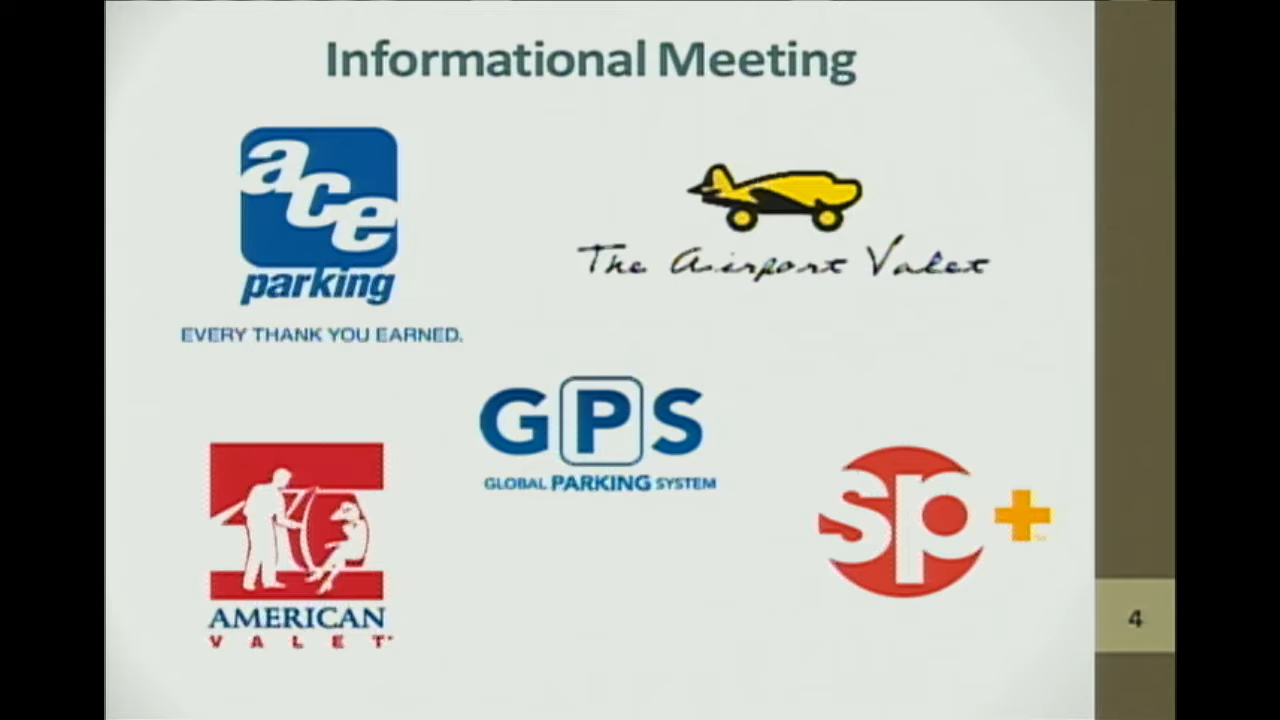 Informational Meeting
ace
parking
EVERY THANK YOU EARNED.
The Airport Valet
GPS
GLOBAL PARKING SYSTEM
AMERICAN
VALET
sp+
4